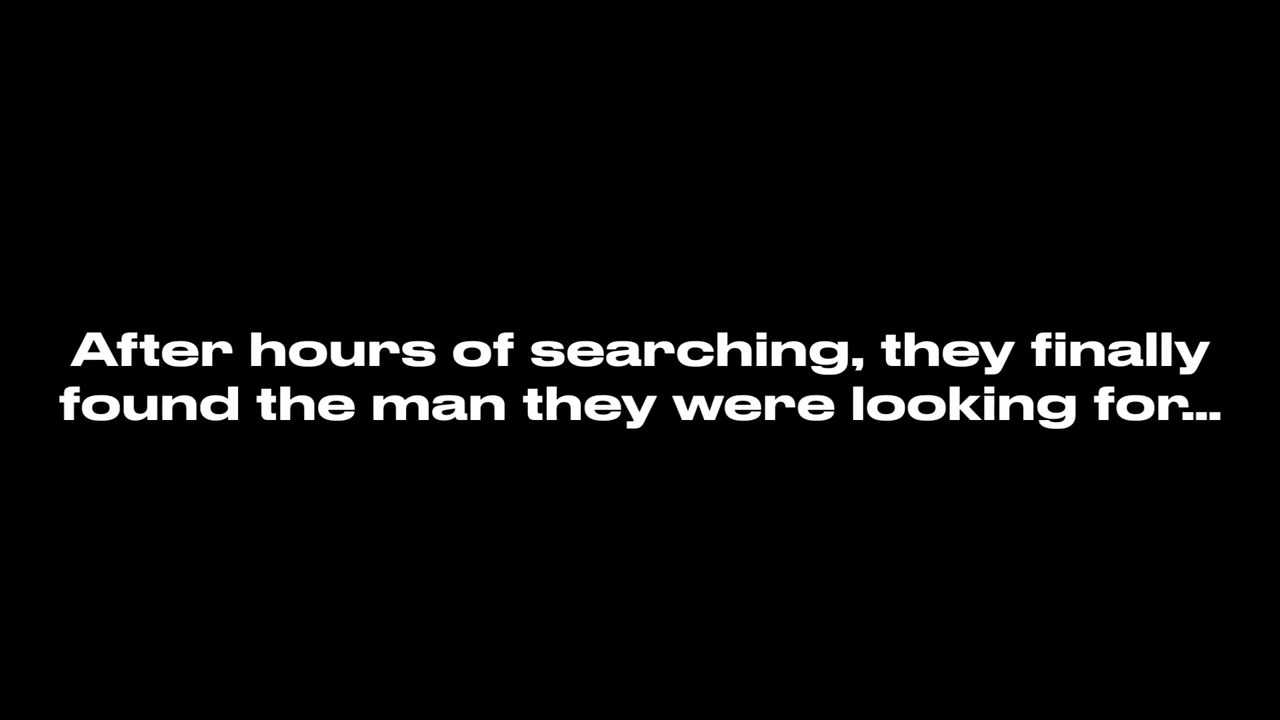 After hours of searching, they finally
found the man they were looking for...